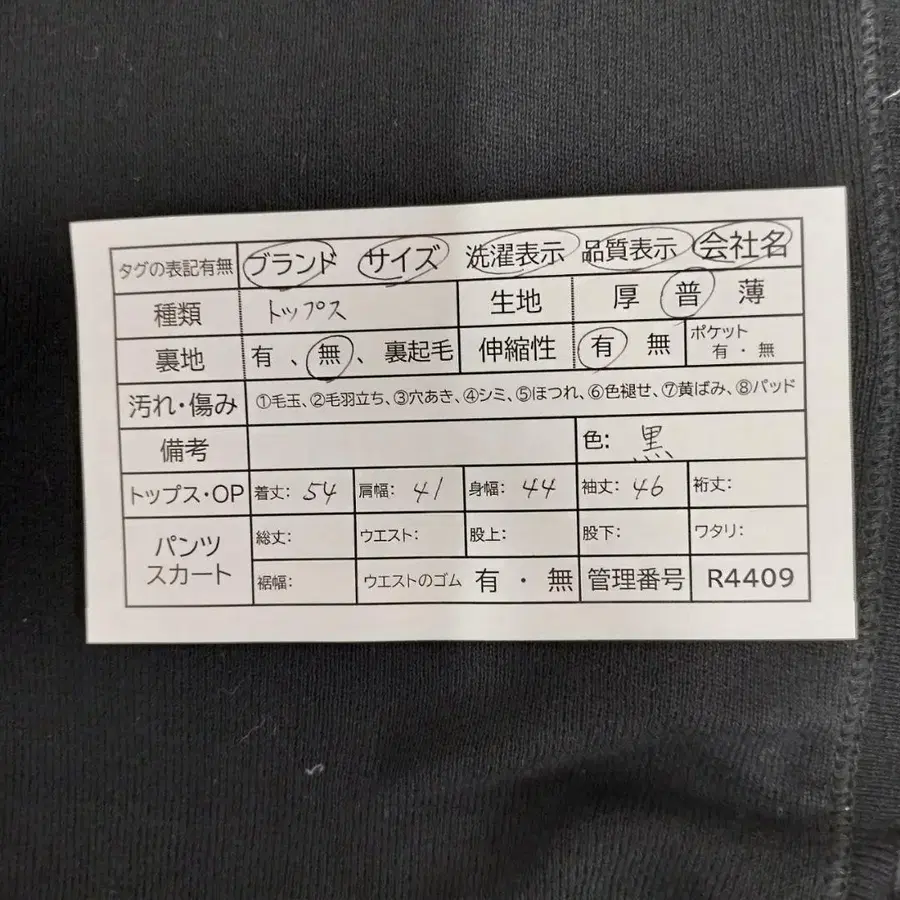 タグの表記有無 ブランド サイズ 洗濯表示 品質表示 会社名
種類 トップス 生地 厚 普 薄
裏地 有、無、裏起毛 伸縮性 有 無 ポケット 有・無
汚れ・傷み ①毛玉、②毛羽立ち、③穴あき、④シミ、⑤ほつれ、⑥色褪せ、⑦黄ばみ、⑧パッド
備考 色: 黒
トップス・OP 着丈: 54 肩幅: 41 身幅: 44 袖丈: 46 裄丈:
パンツ スカート 総丈: ウエスト: 股上: 股下: ワタリ:
裾幅: ウエストのゴム 有・無 管理番号 R4409